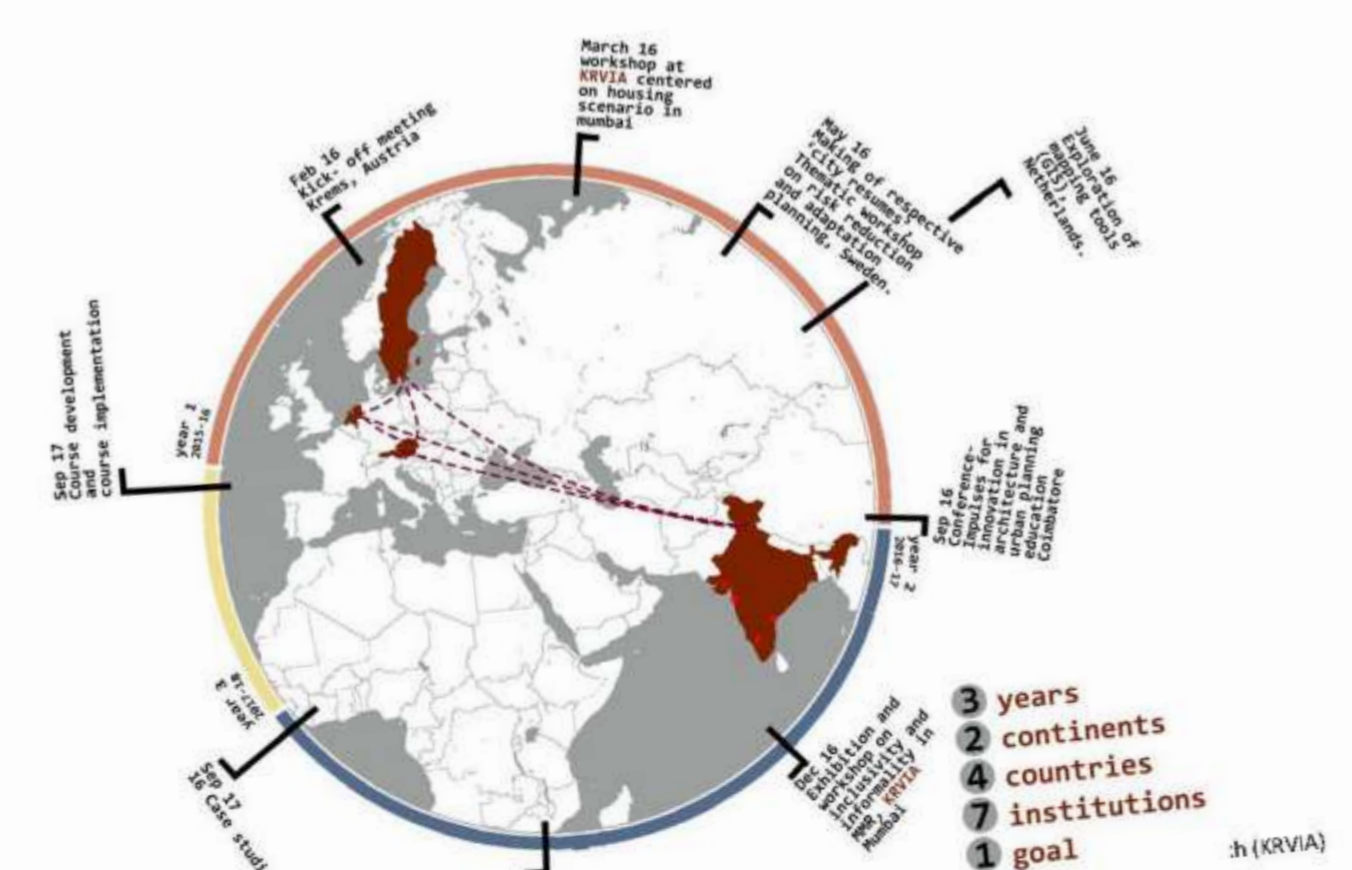 March 16
workshop at
KRVIA centered
on housing
scenario in
mumbai
Feb 16
Kick- off meeting
Krems, Austria
May 16
Making of respective
'city resumes',
Thematic workshop
on risk reduction
and adaptation
planning, Sweden.
June 16
Exploration of
mapping tools
(GIS),
Netherlands.
Sep 17
Course development
and
course implementation
year 1
2015-16
Sep 16
Conference-
Impulses for
innovation in
architecture and
urban planning
education
Coimbatore
year 2
2016-17
year 3
2017-18
Sep 17
16 Case studi
Dec 16
Exhibition and
workshop on
inclusivity and
informality in
MMR, KRVIA
Mumbai
3 years
2 continents
4 countries
7 institutions
1 goal
:h (KRVIA)